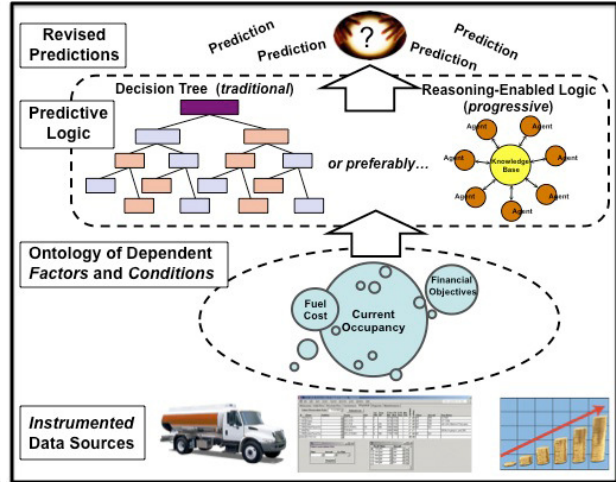 Revised
Predictions
Prediction
Prediction
?
Prediction
Prediction
Predictive
Logic
Decision Tree (traditional)
or preferably...
Reasoning-Enabled Logic
(progressive)
Agent
Agent
Agent
Agent
Knowledge
Base
Agent
Agent
Agent
Ontology of Dependent
Factors and Conditions
Fuel
Cost
Current
Occupancy
Financial
Objectives
Instrumented
Data Sources